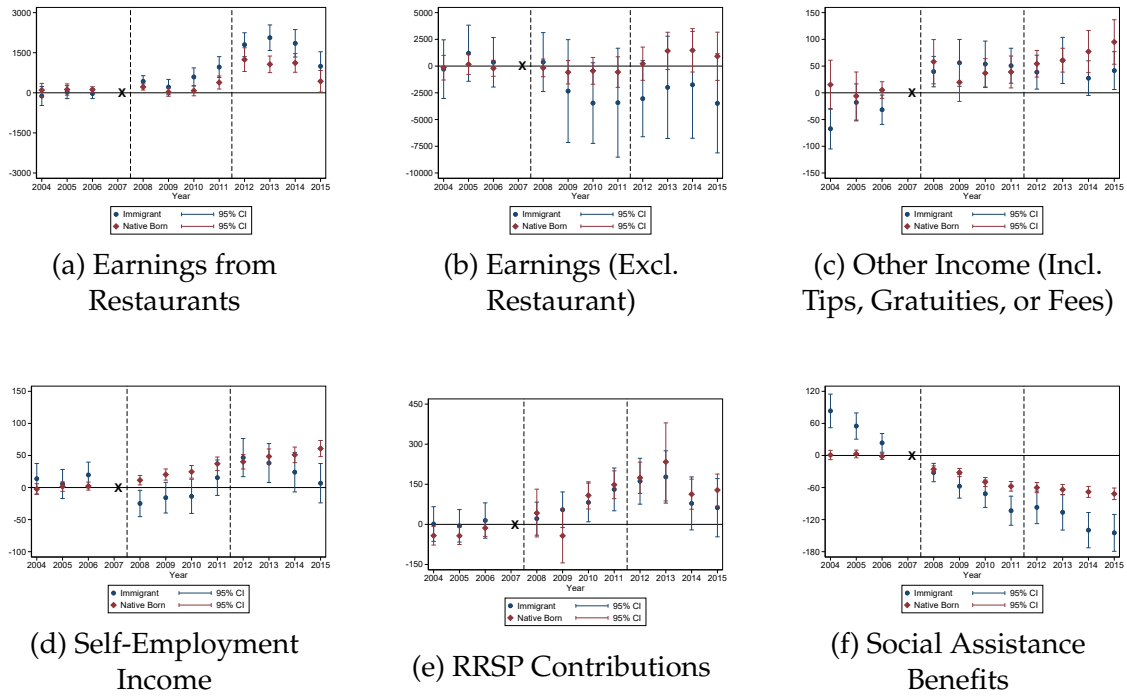 3000
1500
0
-1500
-3000
2004 2005 2006 2007 2008 2009 2010 2011 2012 2013 2014 2015
Year
Immigrant 95% CI
Native Born 95% CI
(a) Earnings from
Restaurants
5000
2500
0
-2500
-5000
-7500
-10000
2004 2005 2006 2007 2008 2009 2010 2011 2012 2013 2014 2015
Year
Immigrant 95% CI
Native Born 95% CI
(b) Earnings (Excl.
Restaurant)
150
100
50
0
-50
-100
-150
2004 2005 2006 2007 2008 2009 2010 2011 2012 2013 2014 2015
Year
Immigrant 95% CI
Native Born 95% CI
(c) Other Income (Incl.
Tips, Gratuities, or Fees)
150
100
50
0
-50
-100
2004 2005 2006 2007 2008 2009 2010 2011 2012 2013 2014 2015
Year
Immigrant 95% CI
Native Born 95% CI
(d) Self-Employment
Income
450
300
150
0
-150
2004 2005 2006 2007 2008 2009 2010 2011 2012 2013 2014 2015
Year
Immigrant 95% CI
Native Born 95% CI
(e) RRSP Contributions
120
60
0
-60
-120
-180
2004 2005 2006 2007 2008 2009 2010 2011 2012 2013 2014 2015
Year
Immigrant 95% CI
Native Born 95% CI
(f) Social Assistance
Benefits